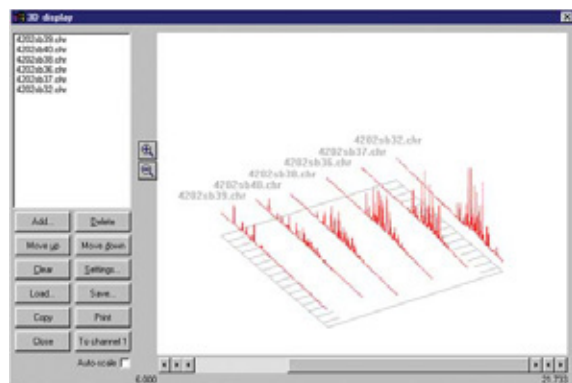 3D display
4202sb39.chr
4202sb40.chr
4202sb38.chr
4202sb36.chr
4202sb37.chr
4202sb32.chr
4202sb32.chr
4202sb37.chr
4202sb36.chr
4202sb38.chr
4202sb40.chr
4202sb39.chr
Add... Delete
Move up Move down
Clear Settings...
Load... Save...
Copy Print
Close To channel 1
Auto scale
6.000 21.733